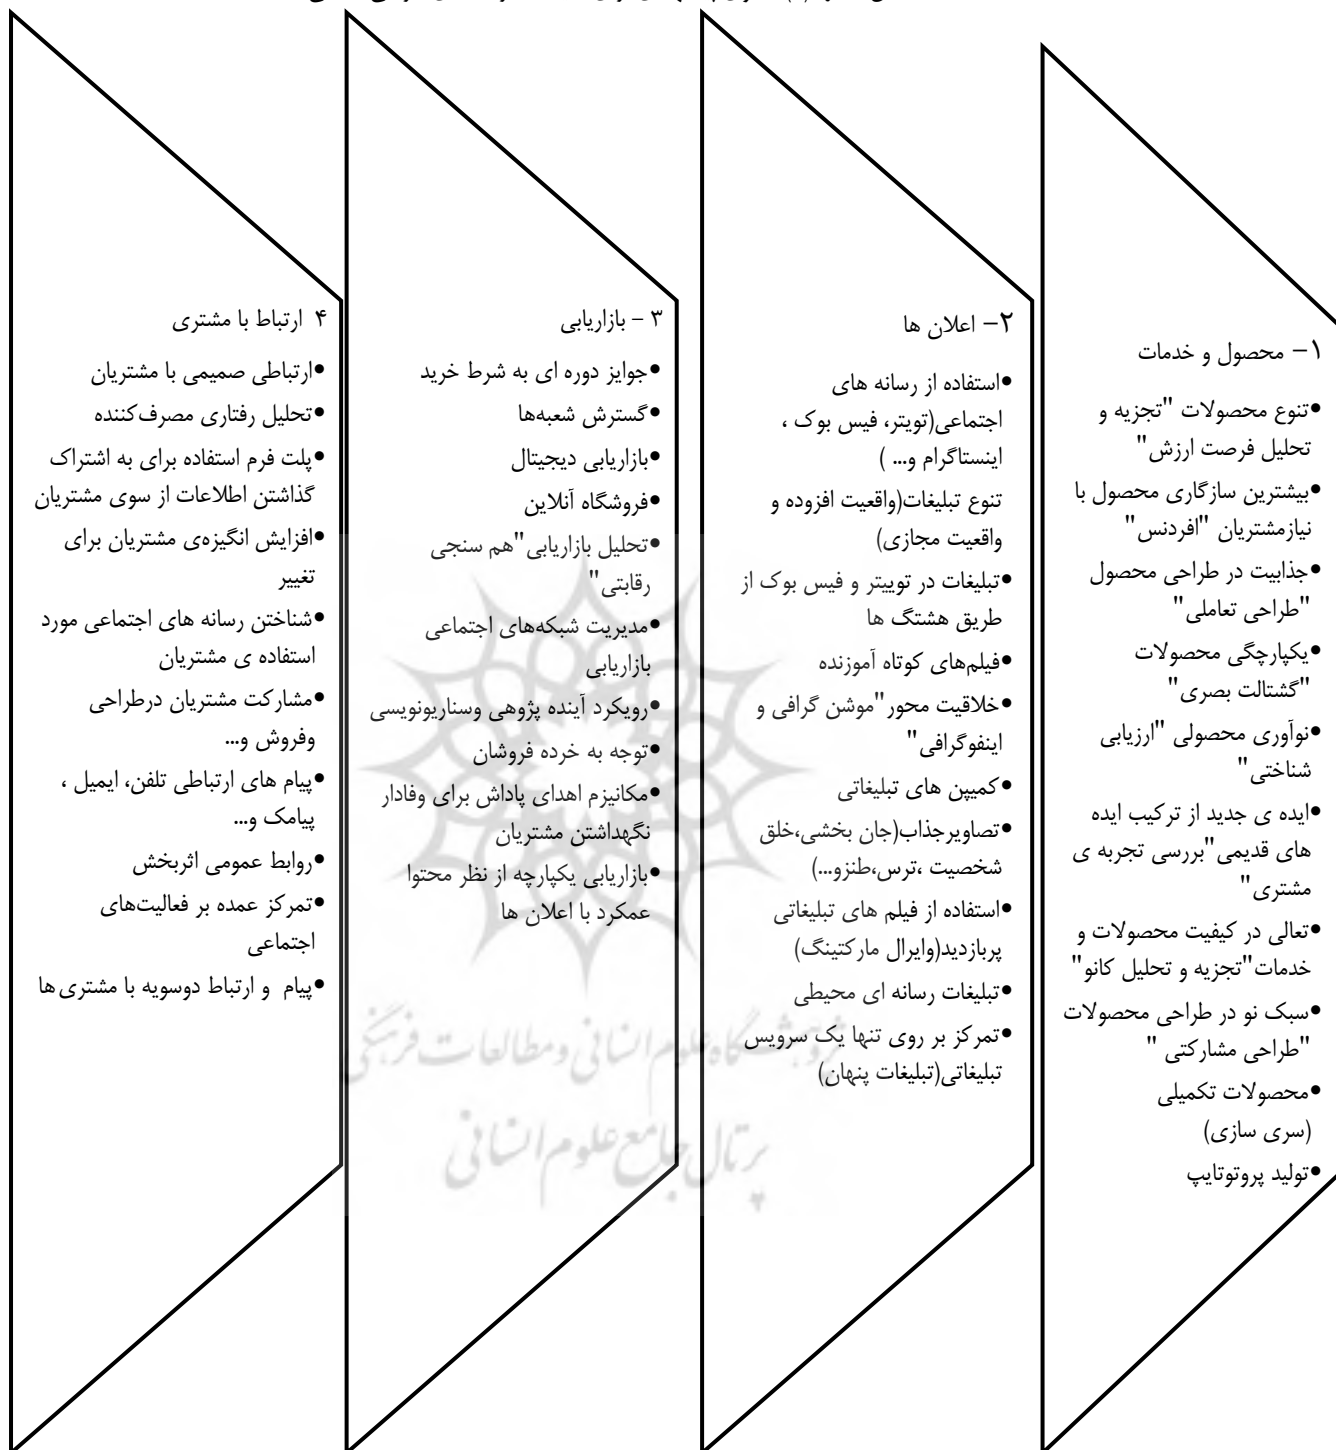 ۱– محصول و خدمات
•تنوع محصولات "تجزیه و
تحلیل فرصت ارزش"
•بیشترین سازگاری محصول با
نیازمشتریان "افردنس"
•جذابیت در طراحی محصول
"طراحی تعاملی"
•یکپارچگی محصولات
"گشتالت بصری"
•نوآوری محصولی "ارزیابی
شناختی"
•ایده ی جدید از ترکیب ایده
های قدیمی"بررسی تجربه ی
مشتری"
•تعالی در کیفیت محصولات و
خدمات"تجزیه و تحلیل کانو"
•سبک نو در طراحی محصولات
"طراحی مشارکتی "
•محصولات تکمیلی
(سری سازی)
•تولید پروتوتایپ
۲– اعلان ها
•استفاده از رسانه های
اجتماعی(تویتر، فیس بوک ،
اینستاگرام و... )
تنوع تبلیغات(واقعیت افزوده و
واقعیت مجازی)
•تبلیغات در توییتر و فیس بوک از
طریق هشتگ ها
•فیلم‌های کوتاه آموزنده
•خلاقیت محور"موشن گرافی و
اینفوگرافی"
•کمپین های تبلیغاتی
•تصاویرجذاب(جان بخشی،خلق
شخصیت ،ترس،طنزو...)
•استفاده از فیلم های تبلیغاتی
پربازدید(وایرال مارکتینگ)
•تبلیغات رسانه ای محیطی
•تمرکز بر روی تنها یک سرویس
تبلیغاتی(تبلیغات پنهان)
۳ – بازاریابی
•جوایز دوره ای به شرط خرید
•گسترش شعبه‌ها
•بازاریابی دیجیتال
•فروشگاه آنلاین
•تحلیل بازاریابی"هم سنجی
رقابتی"
•مدیریت شبکه‌های اجتماعی
بازاریابی
•رویکرد آینده پژوهی وسناریونویسی
•توجه به خرده فروشان
•مکانیزم اهدای پاداش برای وفادار
نگهداشتن مشتریان
•بازاریابی یکپارچه از نظر محتوا
عمکرد با اعلان ها
۴ ارتباط با مشتری
•ارتباطی صمیمی با مشتریان
•تحلیل رفتاری مصرف‌کننده
•پلت فرم استفاده برای به اشتراک
گذاشتن اطلاعات از سوی مشتریان
•افزایش انگیزه‌ی مشتریان برای
تغییر
•شناختن رسانه های اجتماعی مورد
استفاده ی مشتریان
•مشارکت مشتریان درطراحی
وفروش و...
•پیام های ارتباطی تلفن، ایمیل ،
پیامک و...
•روابط عمومی اثربخش
•تمرکز عمده بر فعالیت‌های
اجتماعی
•پیام و ارتباط دوسویه با مشتری ها
پژوهشگاه علوم انسانی ومطالعات فرهنگی
پرتال جامع علوم انسانی